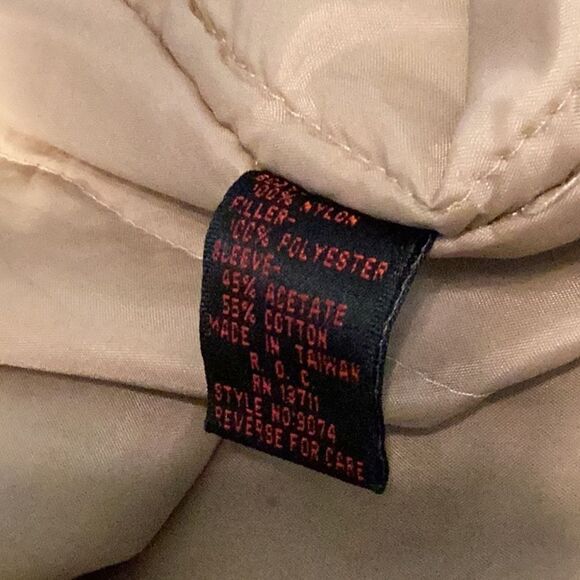 100% NYLON
FILLER-
100% POLYESTER
SLEEVE-
45% ACETATE
55% COTTON
MADE IN TAIWAN
R. O. C.
RN 13711
STYLE NO:9074
REVERSE FOR CARE